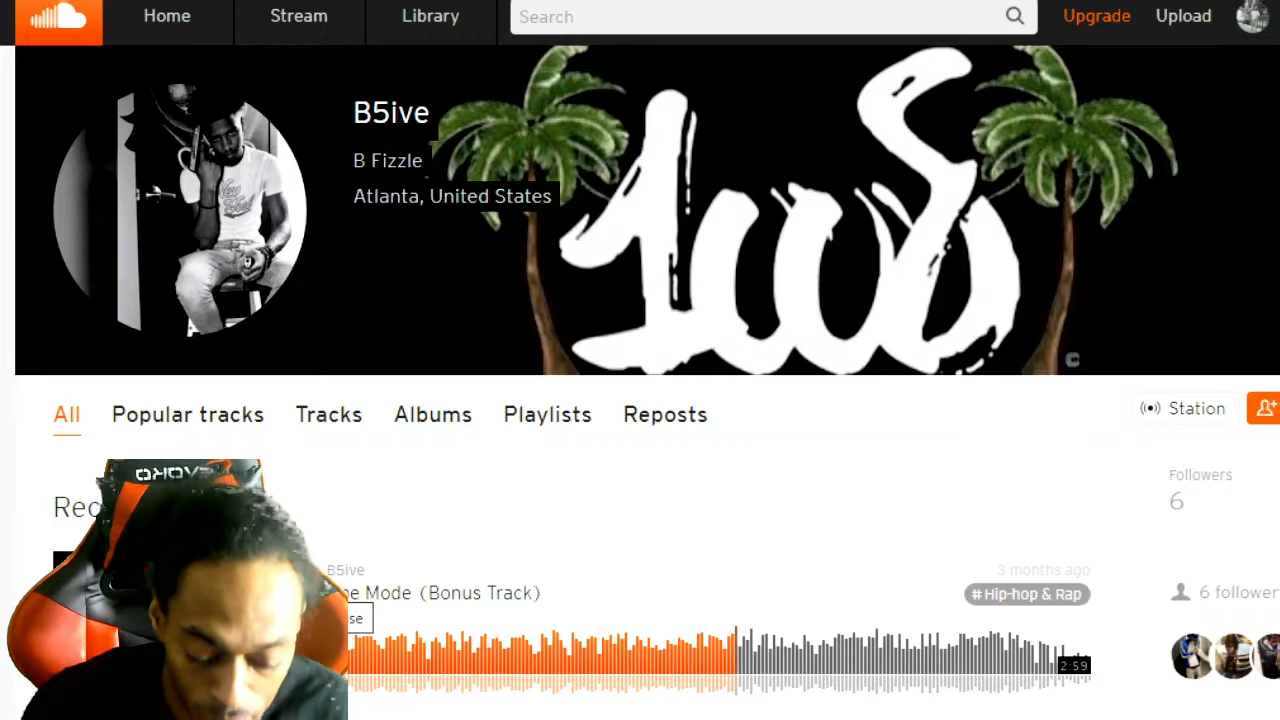 Home
Stream
Library
Search
Upgrade
Upload
B5ive
B Fizzle
Atlanta, United States
1w8
All
Popular tracks
Tracks
Albums
Playlists
Reposts
Station
Followers
6
B5ive
3 months ago
Mode (Bonus Track)
# Hip-hop & Rap
2:59
6